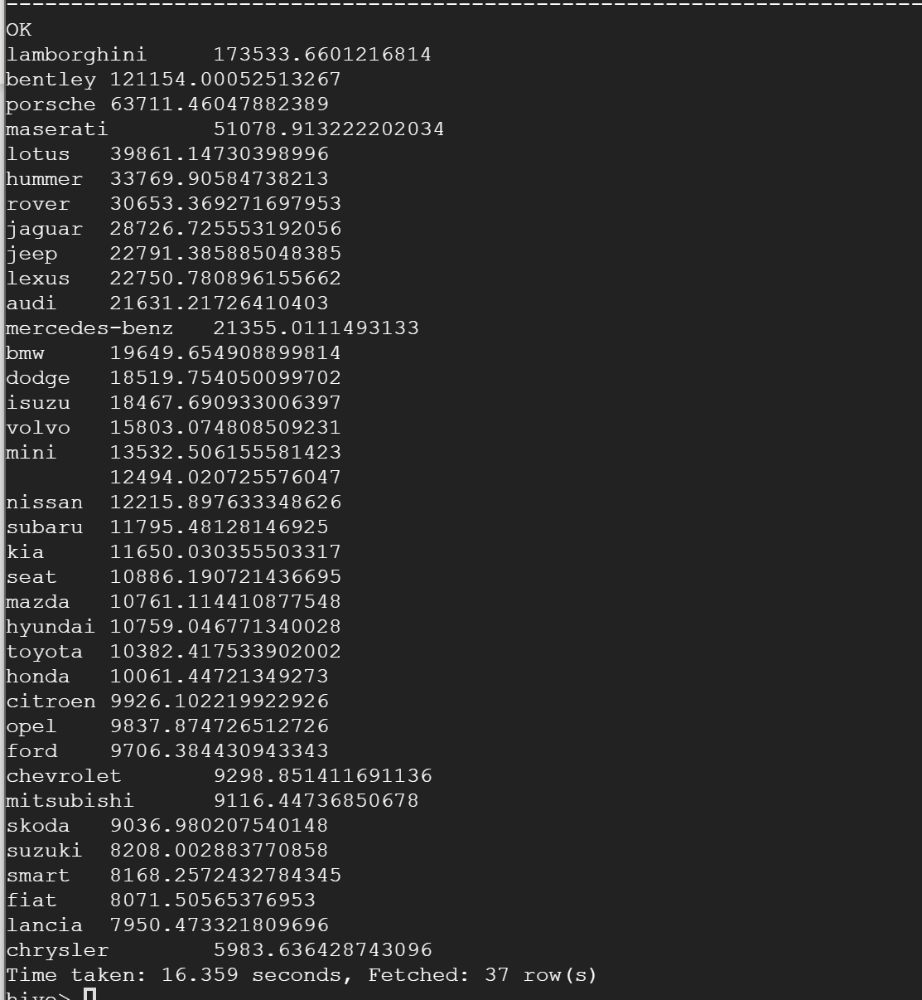 OK
lamborghini 173533.6601216814
bentley 121154.00052513267
porsche 63711.46047882389
maserati 51078.913222202034
lotus 39861.14730398996
hummer 33769.90584738213
rover 30653.369271697953
jaguar 28726.725553192056
jeep 22791.385885048385
lexus 22750.780896155662
audi 21631.21726410403
mercedes-benz 21355.0111493133
bmw 19649.654908899814
dodge 18519.754050099702
isuzu 18467.690933006397
volvo 15803.074808509231
mini 13532.506155581423
12494.020725576047
nissan 12215.897633348626
subaru 11795.48128146925
kia 11650.030355503317
seat 10886.190721436695
mazda 10761.114410877548
hyundai 10759.046771340028
toyota 10382.417533902002
honda 10061.44721349273
citroen 9926.102219922926
opel 9837.874726512726
ford 9706.384430943343
chevrolet 9298.851411691136
mitsubishi 9116.44736850678
skoda 9036.980207540148
suzuki 8208.002883770858
smart 8168.2572432784345
fiat 8071.50565376953
lancia 7950.473321809696
chrysler 5983.636428743096
Time taken: 16.359 seconds, Fetched: 37 row(s)
hive>